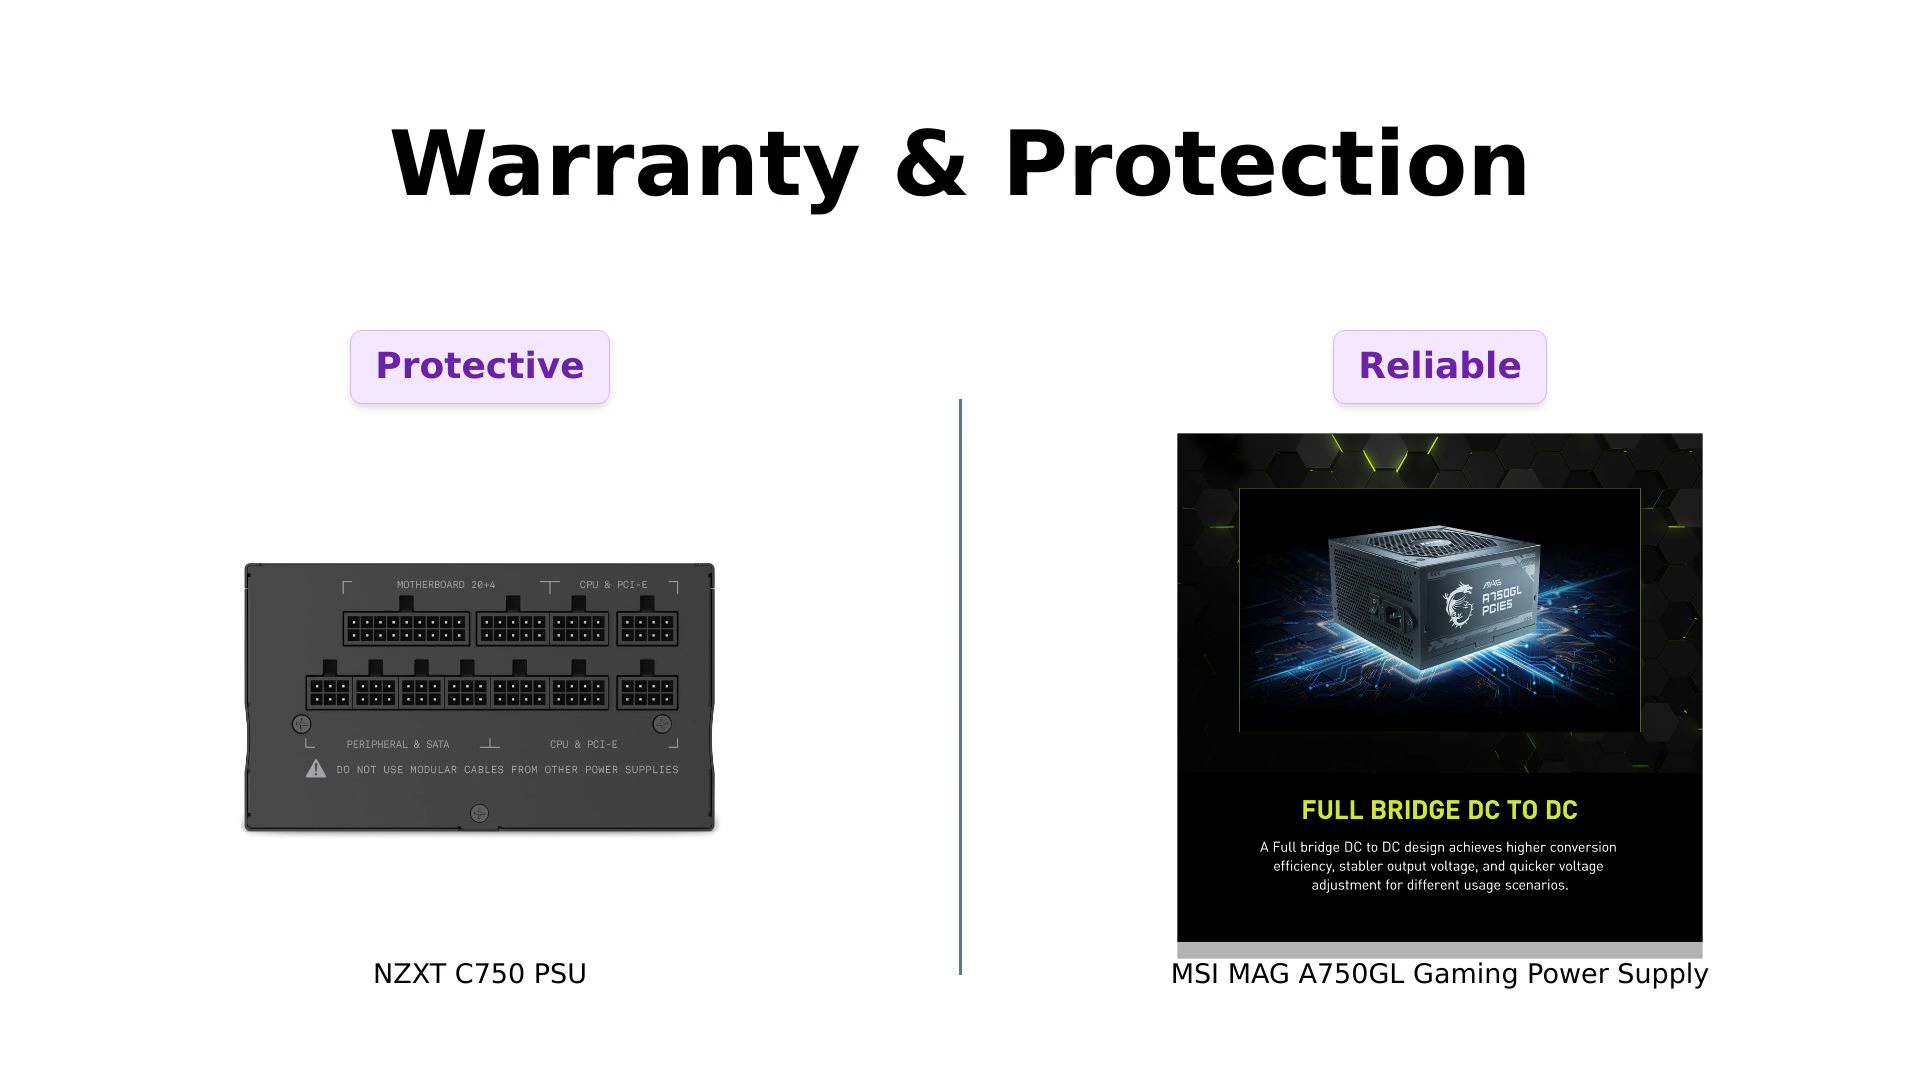 Warranty & Protection
Protective
Reliable
MOTHERBOARD 20+4
CPU & PCI-E
PERIPHERAL & SATA
CPU & PCI-E
DO NOT USE MODULAR CABLES FROM OTHER POWER SUPPLIES
NZXT C750 PSU
MAG
A750GL
PCIE5
FULL BRIDGE DC TO DC
A Full bridge DC to DC design achieves higher conversion
efficiency, stabler output voltage, and quicker voltage
adjustment for different usage scenarios.
MSI MAG A750GL Gaming Power Supply